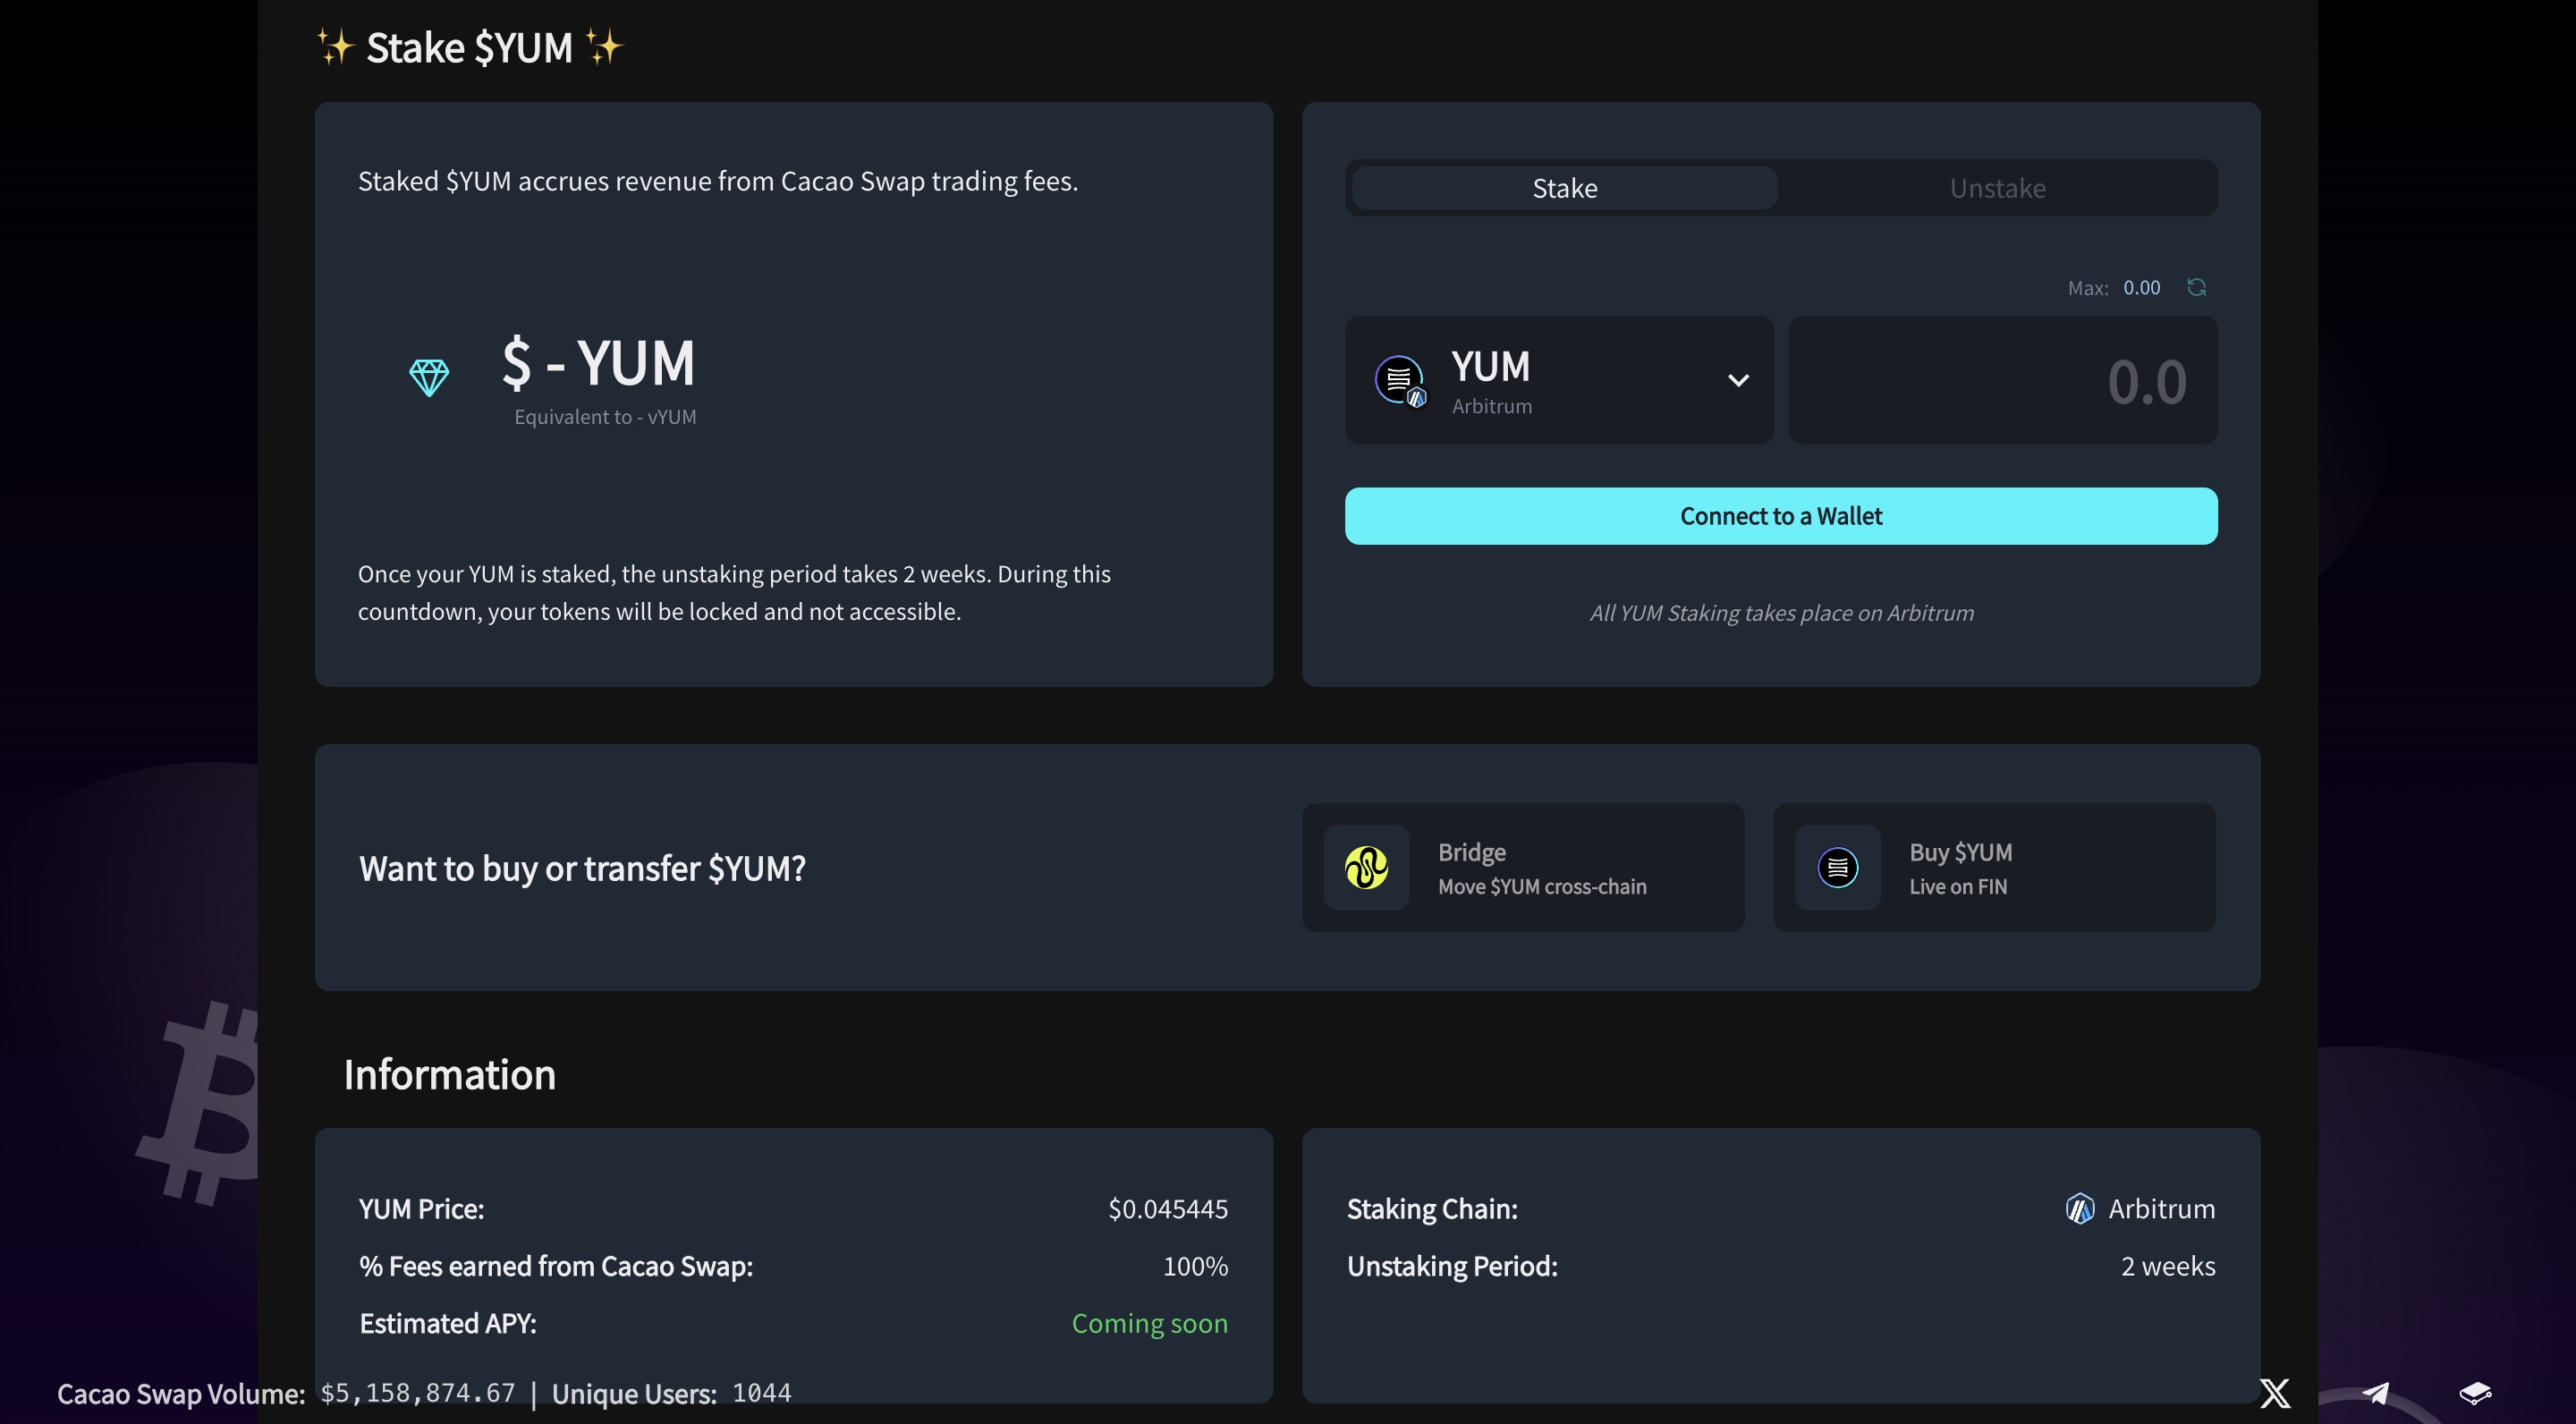 ✨ Stake $YUM ✨
Staked $YUM accrues revenue from Cacao Swap trading fees.
$ - YUM
Equivalent to - vYUM
Once your YUM is staked, the unstaking period takes 2 weeks. During this
countdown, your tokens will be locked and not accessible.
Stake
Unstake
Max: 0.00
YUM
Arbitrum
0.0
Connect to a Wallet
All YUM Staking takes place on Arbitrum
Want to buy or transfer $YUM?
Bridge
Move $YUM cross-chain
Buy $YUM
Live on FIN
Information
YUM Price: $0.045445
% Fees earned from Cacao Swap: 100%
Estimated APY: Coming soon
Staking Chain: Arbitrum
Unstaking Period: 2 weeks
Cacao Swap Volume: $5,158,874.67 | Unique Users: 1044